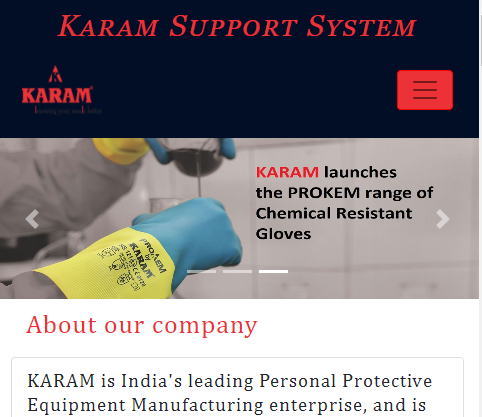 KARAM SUPPORT SYSTEM
KARAM
KARAM launches
the PROKEM range of
Chemical Resistant
Gloves
PROKEM
by
KARAM
About our company
KARAM is India's leading Personal Protective
Equipment Manufacturing enterprise, and is